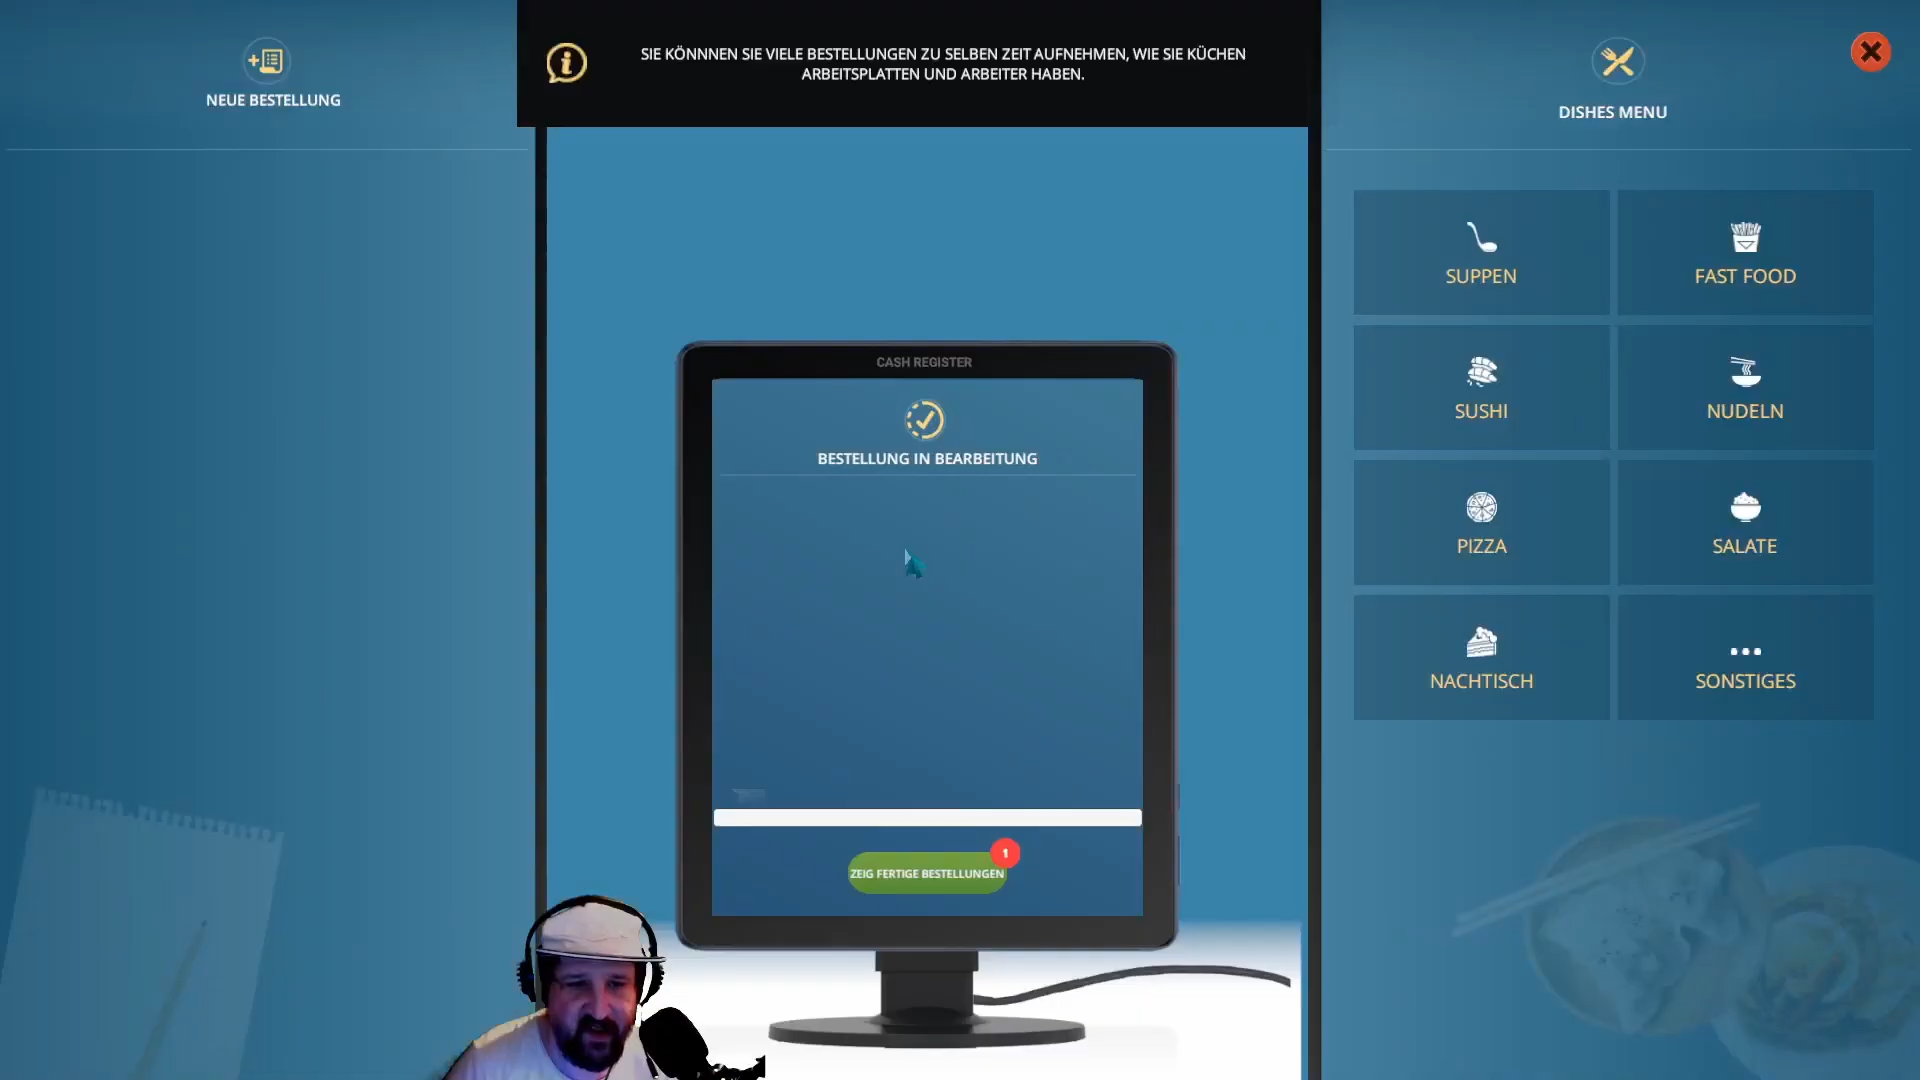 NEUE BESTELLUNG
SIE KÖNNNEN SIE VIELE BESTELLUNGEN ZU SELBEN ZEIT AUFNEHMEN, WIE SIE KÜCHEN
ARBEITSPLATTEN UND ARBEITER HABEN.
DISHES MENU
SUPPEN
FAST FOOD
SUSHI
NUDELN
PIZZA
SALATE
NACHTISCH
SONSTIGES
CASH REGISTER
BESTELLUNG IN BEARBEITUNG
1
ZEIG FERTIGE BESTELLUNGEN